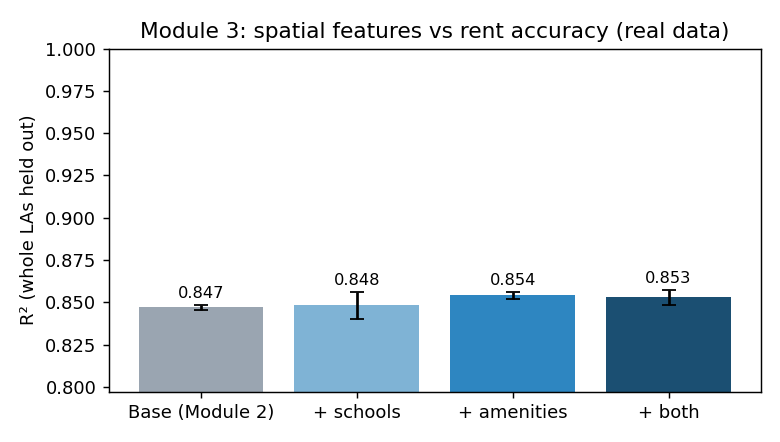 Module 3: spatial features vs rent accuracy (real data)
R² (whole LAs held out)
1.000
0.975
0.950
0.925
0.900
0.875
0.850
0.825
0.800
0.847
0.848
0.854
0.853
Base (Module 2)
+ schools
+ amenities
+ both